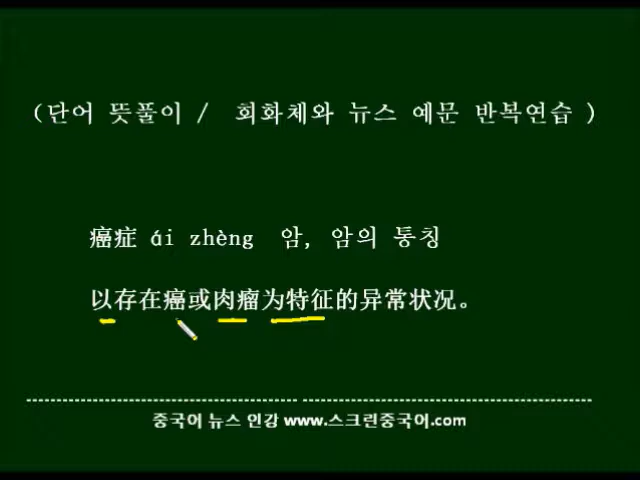 (단어 뜻풀이 / 회화체와 뉴스 예문 반복연습 )
癌症 ái zhèng 암, 암의 통칭
以存在癌或肉瘤为特征的异常状况。
중국어 뉴스 인강 www.스크린중국어.com